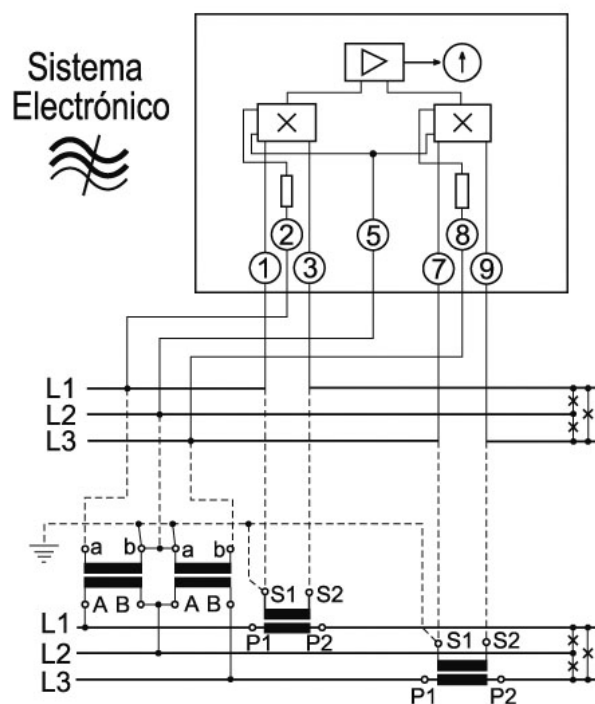 Sistema
Electrónico
2 5 8
1 3 7 9
L1
L2
L3
a b a b
A B A B S1 S2
L1 P1 P2 S1 S2
L2
L3 P1 P2